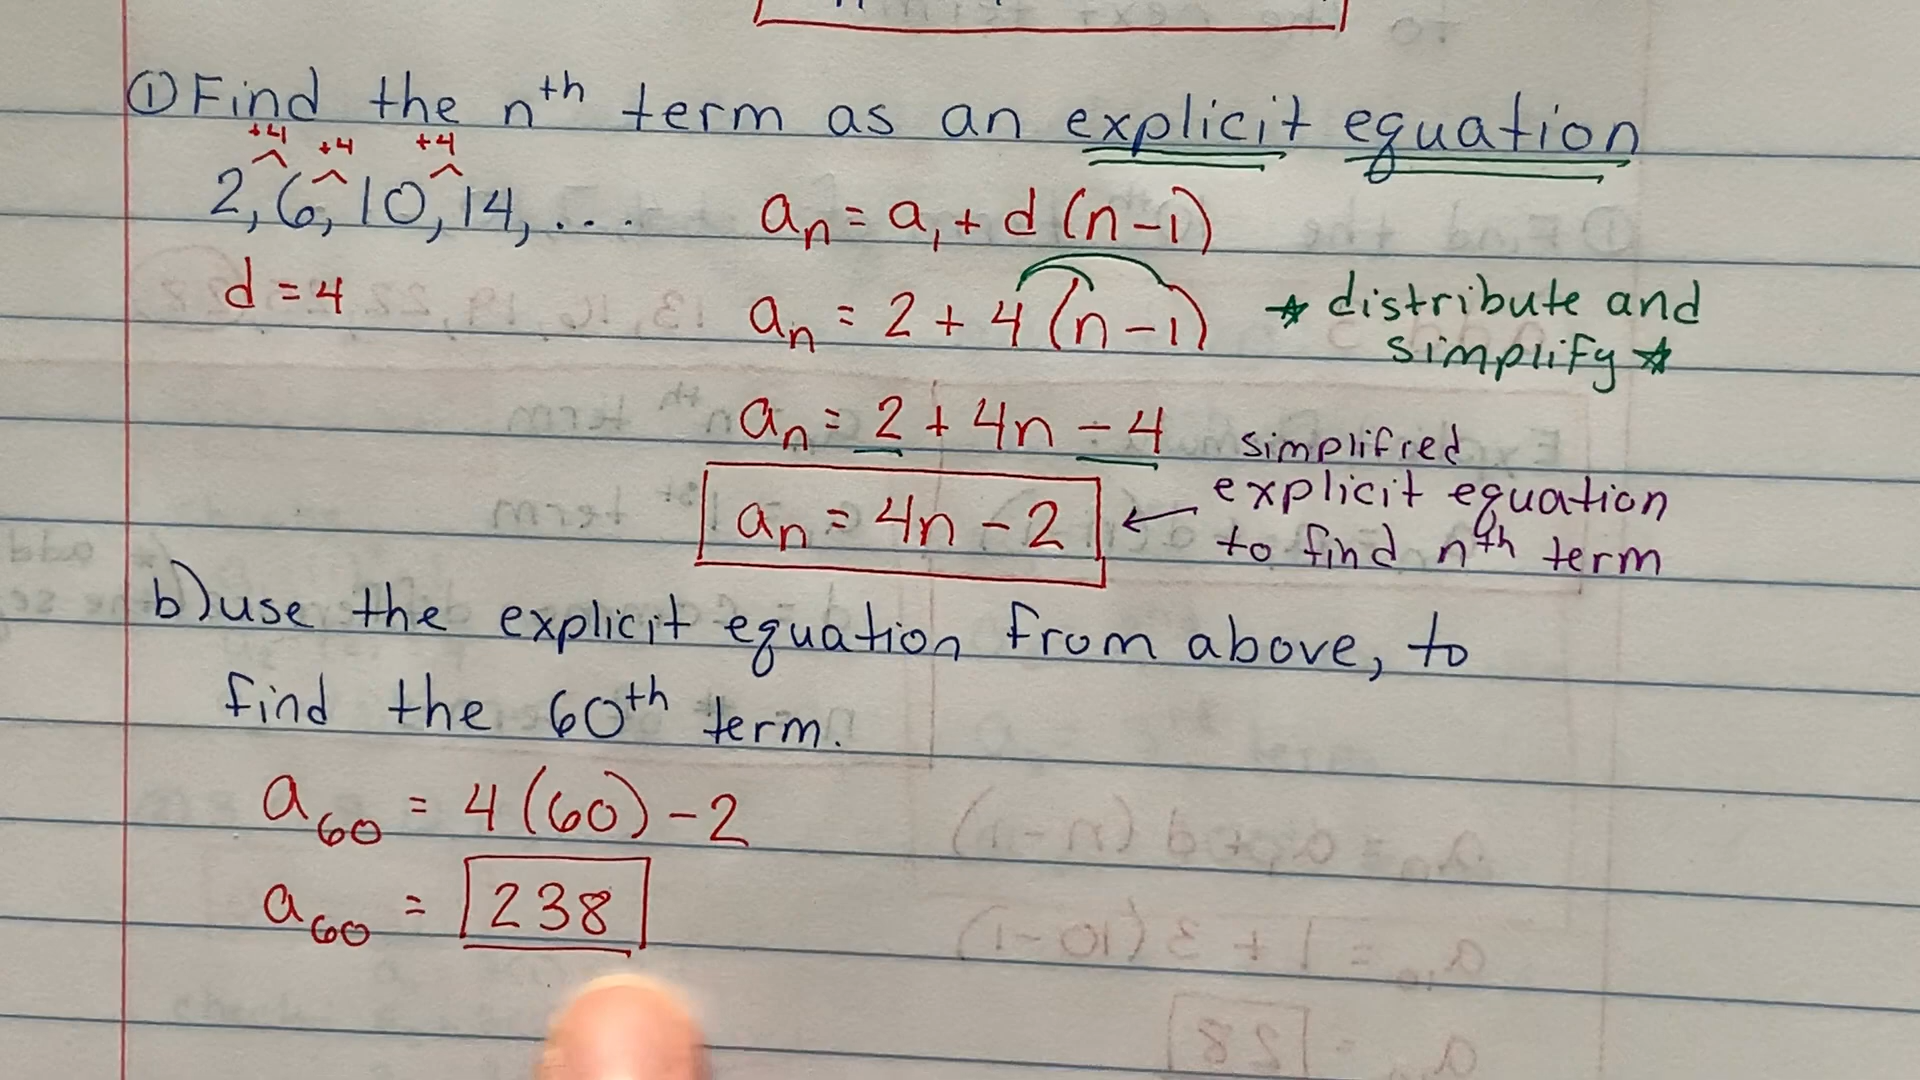 ① Find the nᵗʰ term as an explicit equation
+4 +4 +4
2, 6, 10, 14, ...
d = 4
aₙ = a₁ + d(n-1)
aₙ = 2 + 4(n-1)
* distribute and
simplify *
aₙ = 2 + 4n - 4
aₙ = 4n - 2
simplified
explicit equation
to find nᵗʰ term
b) use the explicit equation from above, to
find the 60ᵗʰ term.
a₆₀ = 4(60) - 2
a₆₀ = 238